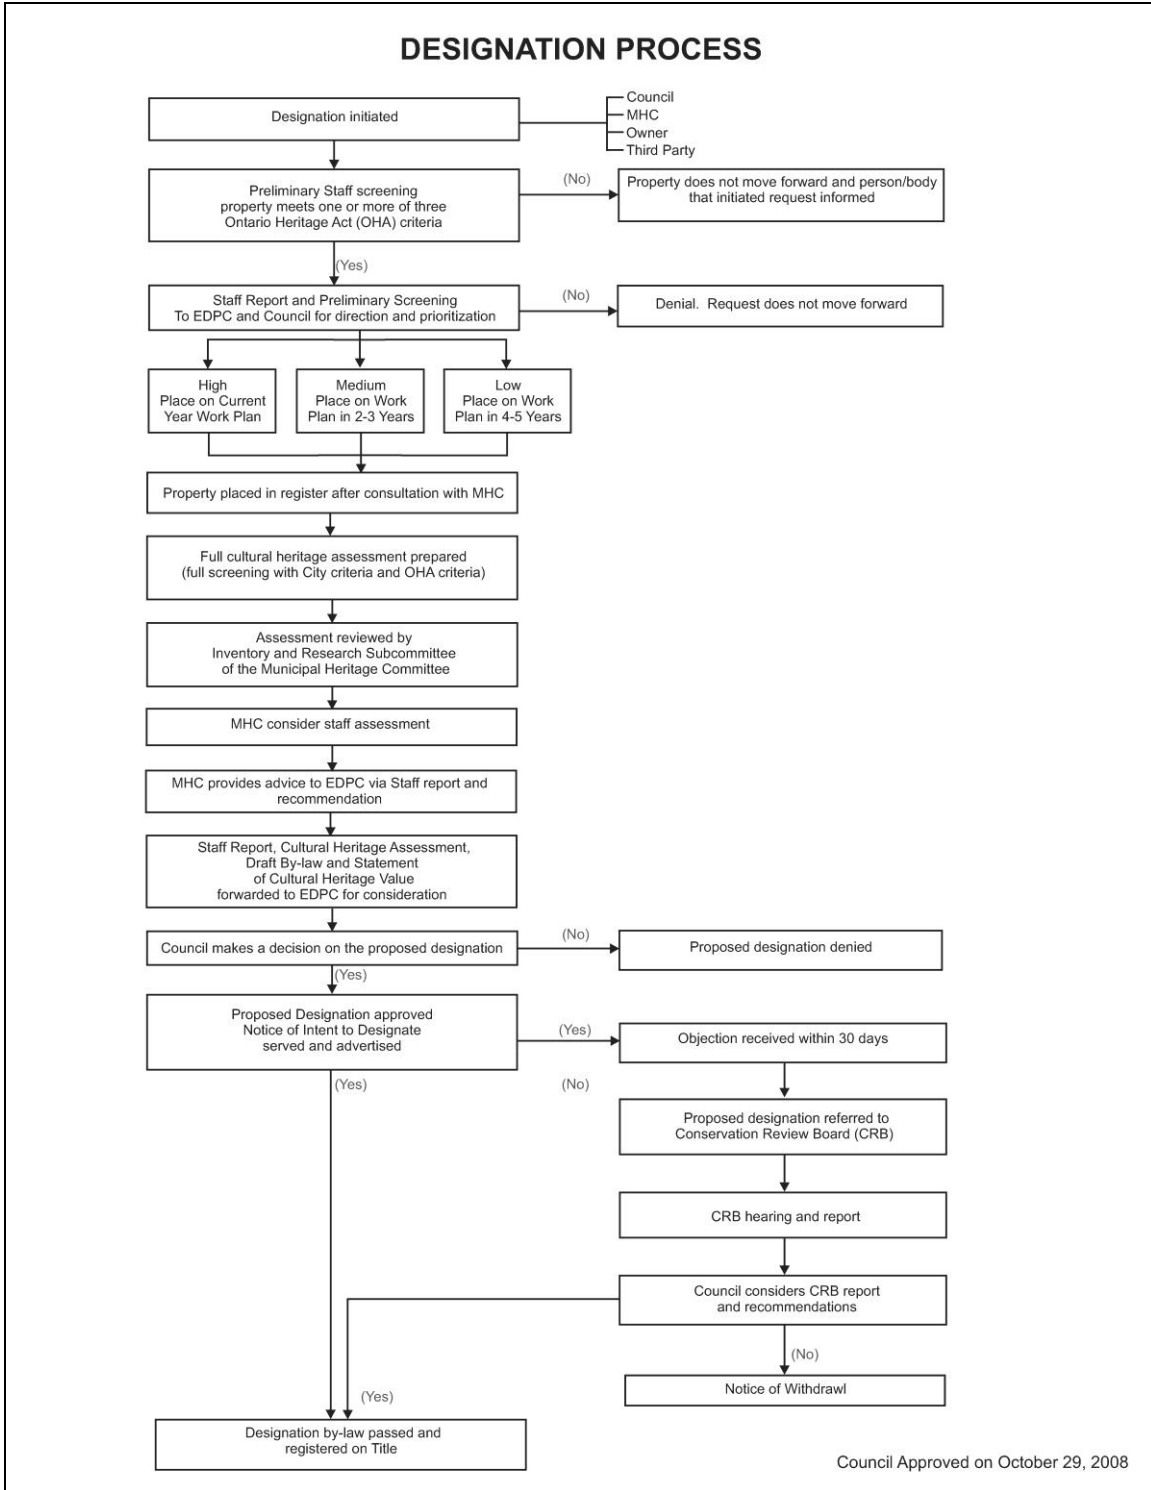 DESIGNATION PROCESS
Designation initiated
Council
MHC
Owner
Third Party
Preliminary Staff screening
property meets one or more of three
Ontario Heritage Act (OHA) criteria
(No)
Property does not move forward and person/body
that initiated request informed
(Yes)
Staff Report and Preliminary Screening
To EDPC and Council for direction and prioritization
(No)
Denial. Request does not move forward
High
Place on Current
Year Work Plan
Medium
Place on Work
Plan in 2-3 Years
Low
Place on Work
Plan in 4-5 Years
Property placed in register after consultation with MHC
Full cultural heritage assessment prepared
(full screening with City criteria and OHA criteria)
Assessment reviewed by
Inventory and Research Subcommittee
of the Municipal Heritage Committee
MHC consider staff assessment
MHC provides advice to EDPC via Staff report and
recommendation
Staff Report, Cultural Heritage Assessment,
Draft By-law and Statement
of Cultural Heritage Value
forwarded to EDPC for consideration
Council makes a decision on the proposed designation
(No)
Proposed designation denied
(Yes)
Proposed Designation approved
Notice of Intent to Designate
served and advertised
(Yes)
Objection received within 30 days
(Yes)
(No)
Proposed designation referred to
Conservation Review Board (CRB)
CRB hearing and report
Council considers CRB report
and recommendations
(No)
Notice of Withdrawl
(Yes)
Designation by-law passed and
registered on Title
Council Approved on October 29, 2008